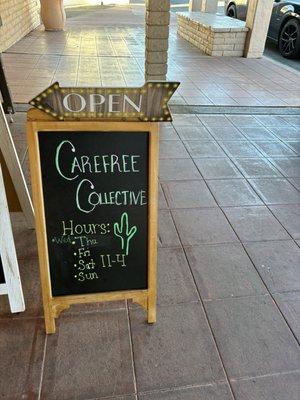 OPEN
Carefree
Collective
Hours:
Wed • Thu
• Fri
• Sat 11-4
• Sun